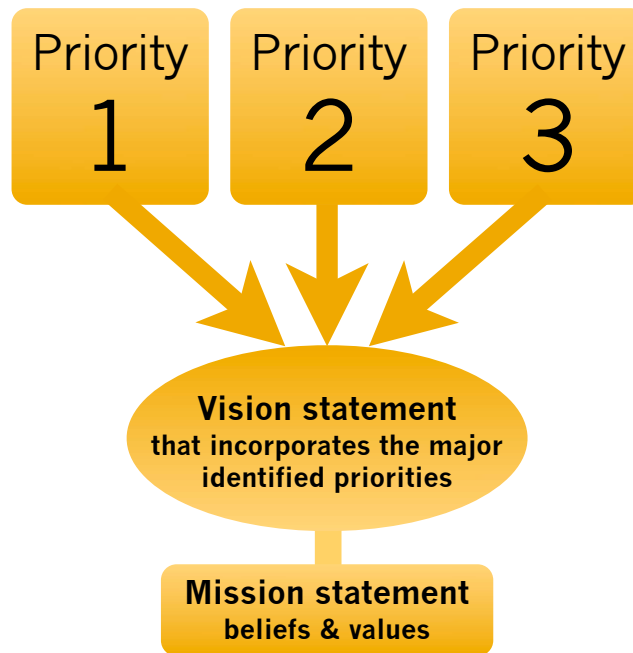 Priority
1
Priority
2
Priority
3
Vision statement
that incorporates the major
identified priorities
Mission statement
beliefs & values